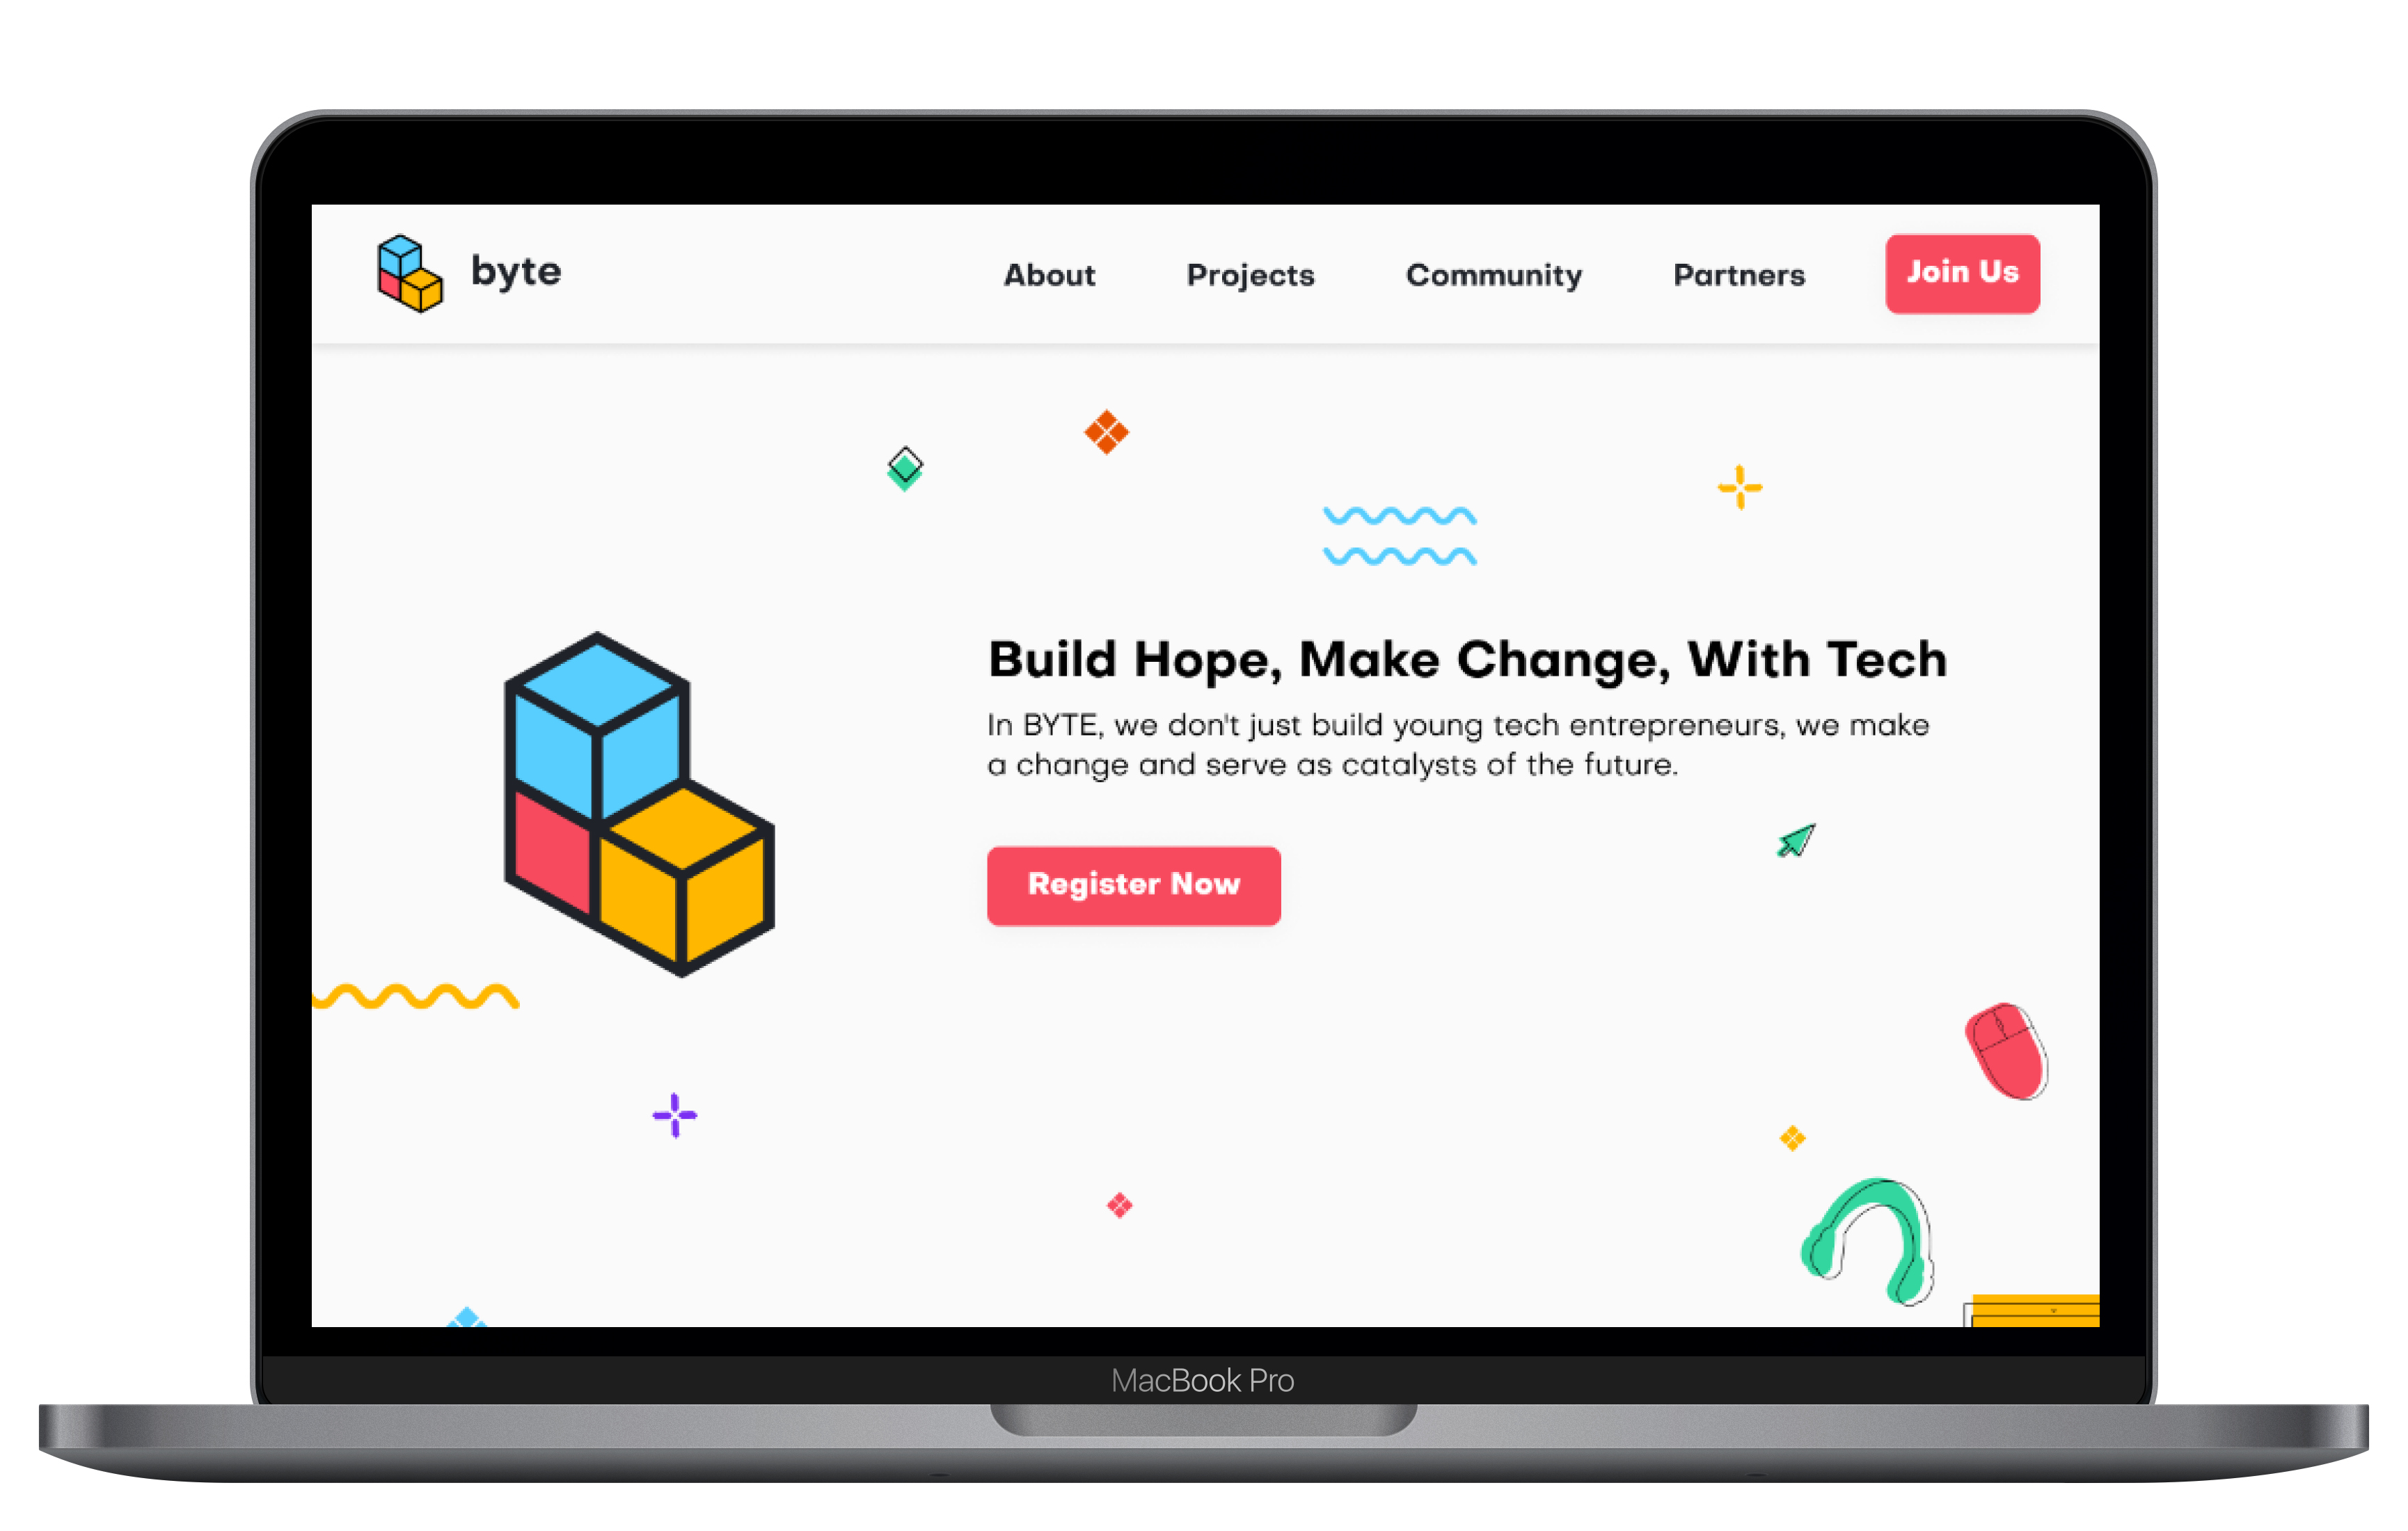 byte
About
Projects
Community
Partners
Join Us
Build Hope, Make Change, With Tech
In BYTE, we don't just build young tech entrepreneurs, we make
a change and serve as catalysts of the future.
Register Now
MacBook Pro